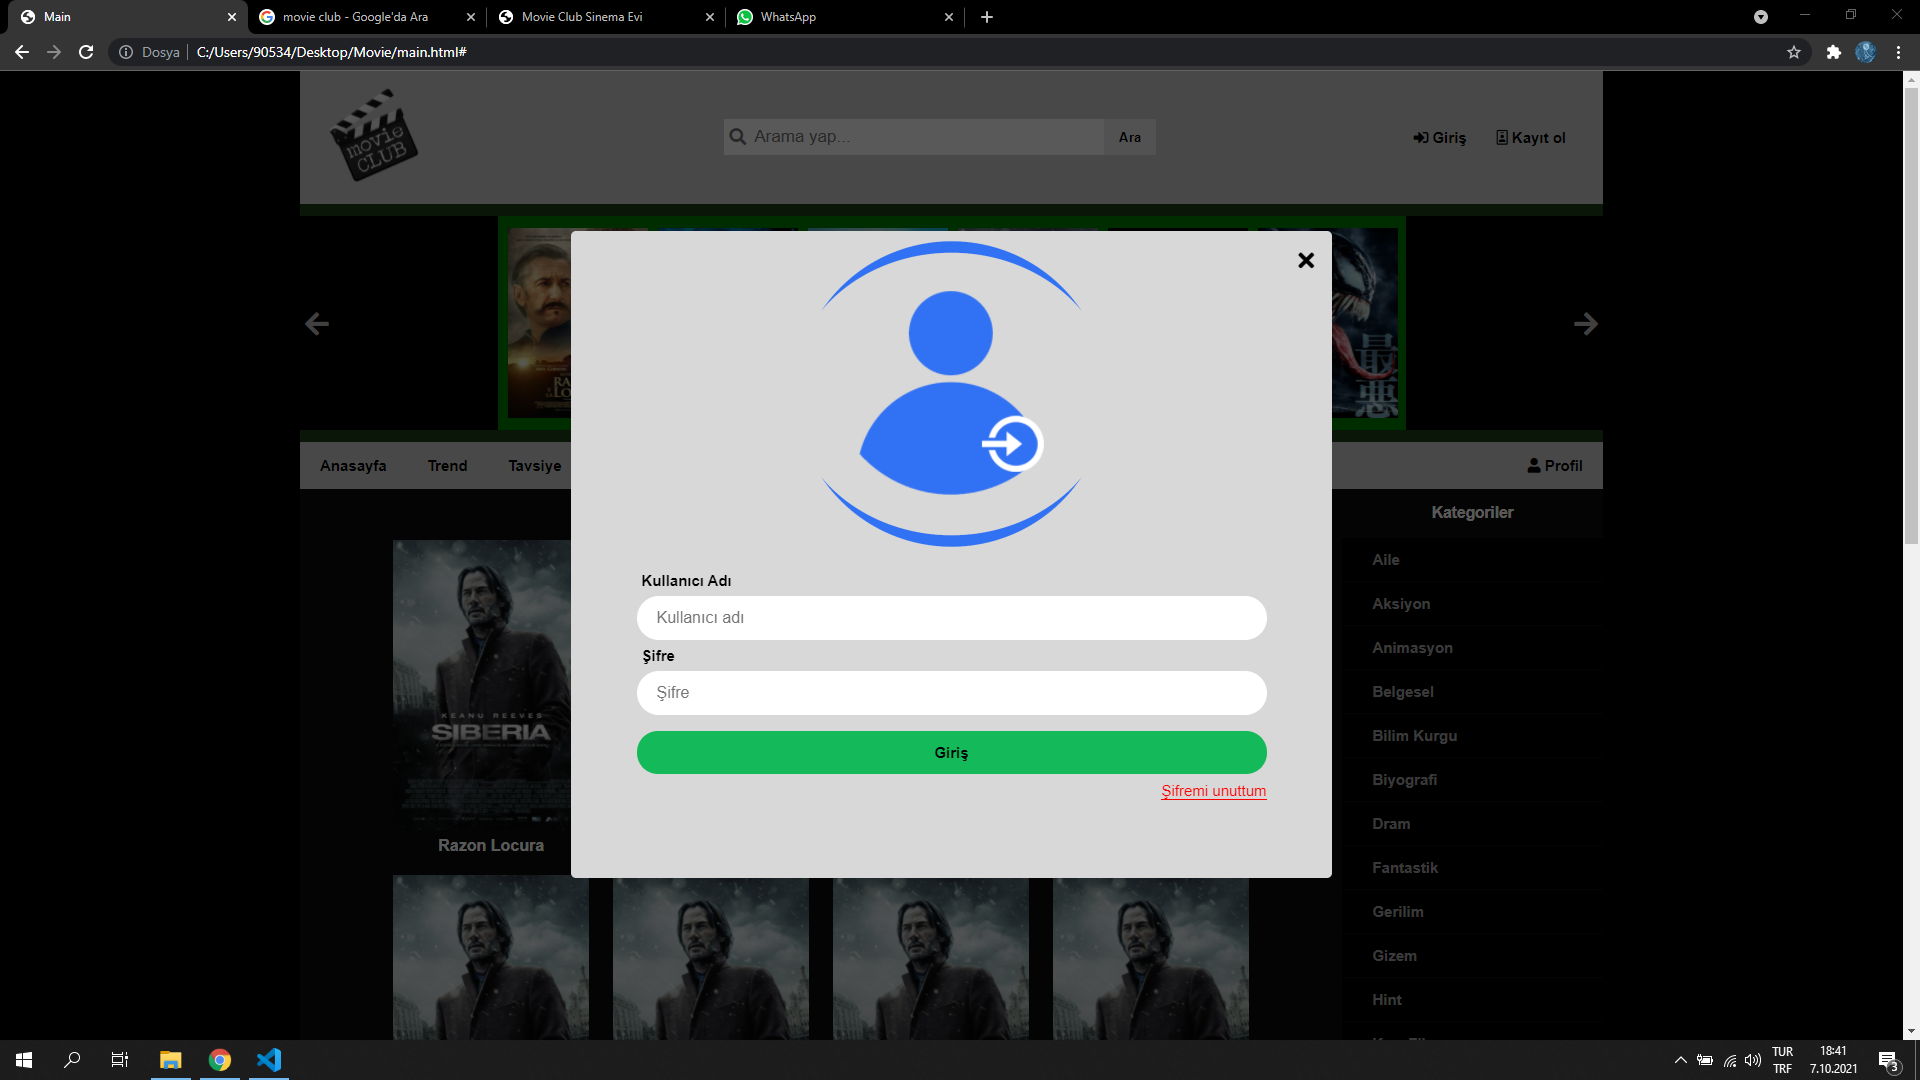 Main
movie club - Google'da Ara
Movie Club Sinema Evi
WhatsApp
Dosya
C:/Users/90534/Desktop/Movie/main.html#
movie
CLUB
Arama yap...
Ara
Giriş
Kayıt ol
最
悪
Anasayfa
Trend
Tavsiye
Profil
Kategoriler
Aile
Aksiyon
Animasyon
Belgesel
Bilim Kurgu
Biyografi
Dram
Fantastik
Gerilim
Gizem
Hint
Kullanıcı Adı
Kullanıcı adı
Şifre
Şifre
Giriş
Şifremi unuttum
KEANU REEVES
SIBERIA
Razon Locura
TUR
TRF
18:41
7.10.2021
3